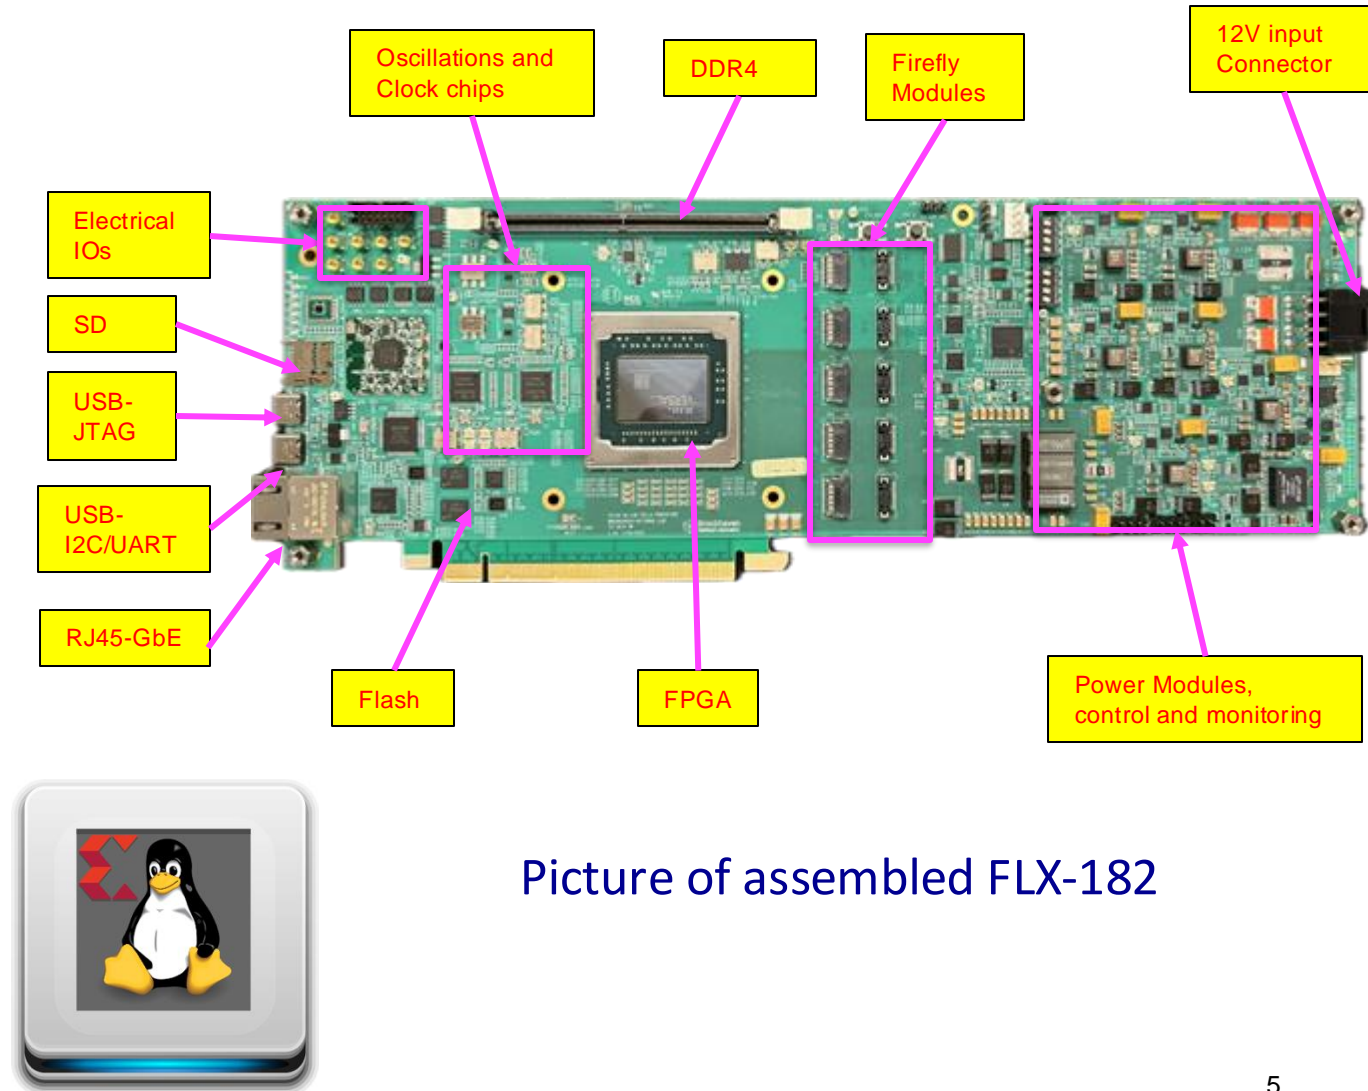 Oscillations and
Clock chips
DDR4
Firefly
Modules
12V input
Connector
Electrical
IOs
SD
USB-
JTAG
USB-
I2C/UART
RJ45-GbE
Flash
FPGA
Power Modules,
control and monitoring
VERSAL
Picture of assembled FLX-182
5